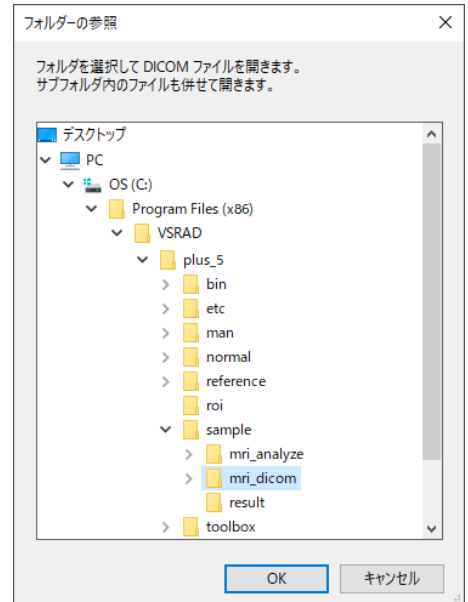 フォルダーの参照
フォルダを選択して DICOM ファイルを開きます。
サブフォルダ内のファイルも併せて開きます。
デスクトップ
PC
OS (C:)
Program Files (x86)
VSRAD
plus_5
bin
etc
man
normal
reference
roi
sample
mri_analyze
mri_dicom
result
toolbox
OK
キャンセル